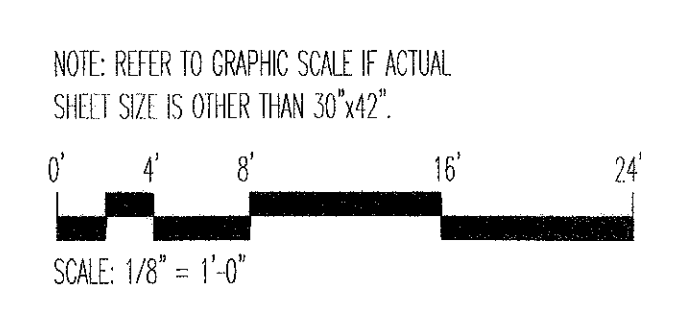 NOTE: REFER TO GRAPHIC SCALE IF ACTUAL
SHEET SIZE IS OTHER THAN 30"x42".
0' 4' 8' 16' 24'
SCALE: 1/8" = 1'-0"